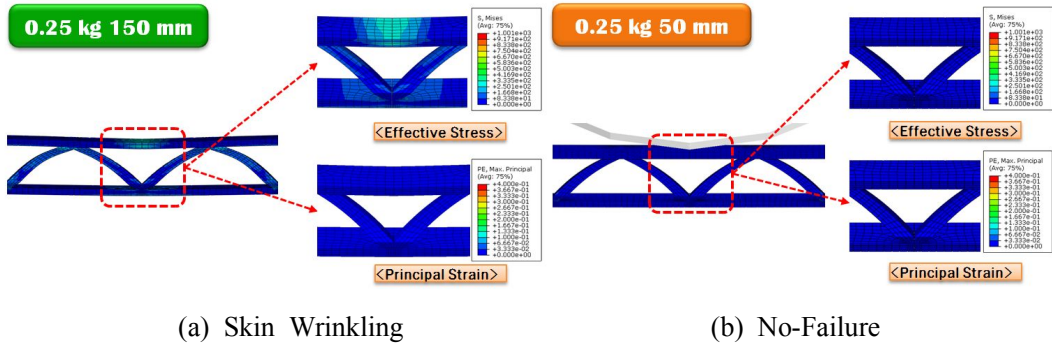 0.25 kg 150 mm
S, Mises
(Avg: 75%)
+1.001e+03
+9.171e+02
+8.338e+02
+7.504e+02
+6.670e+02
+5.836e+02
+5.003e+02
+4.169e+02
+3.335e+02
+2.501e+02
+1.668e+02
+8.338e+01
+0.000e+00
<Effective Stress>
PE, Max. Principal
(Avg: 75%)
+4.000e-01
+3.667e-01
+3.333e-01
+3.000e-01
+2.667e-01
+2.333e-01
+2.000e-01
+1.667e-01
+1.333e-01
+1.000e-01
+6.667e-02
+3.333e-02
+0.000e+00
<Principal Strain>
(a) Skin Wrinkling
0.25 kg 50 mm
S, Mises
(Avg: 75%)
+1.001e+03
+9.171e+02
+8.338e+02
+7.504e+02
+6.670e+02
+5.836e+02
+5.003e+02
+4.169e+02
+3.335e+02
+2.501e+02
+1.668e+02
+8.338e+01
+0.000e+00
<Effective Stress>
PE, Max. Principal
(Avg: 75%)
+4.000e-01
+3.667e-01
+3.333e-01
+3.000e-01
+2.667e-01
+2.333e-01
+2.000e-01
+1.667e-01
+1.333e-01
+1.000e-01
+6.667e-02
+3.333e-02
+0.000e+00
<Principal Strain>
(b) No-Failure